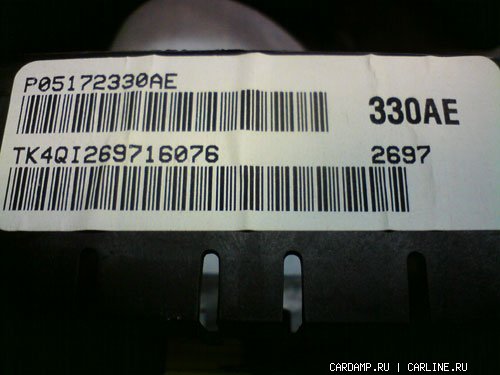 P05172330AE
330AE
TK4QI269716076 2697
CARDAMP.RU | CARLINE.RU